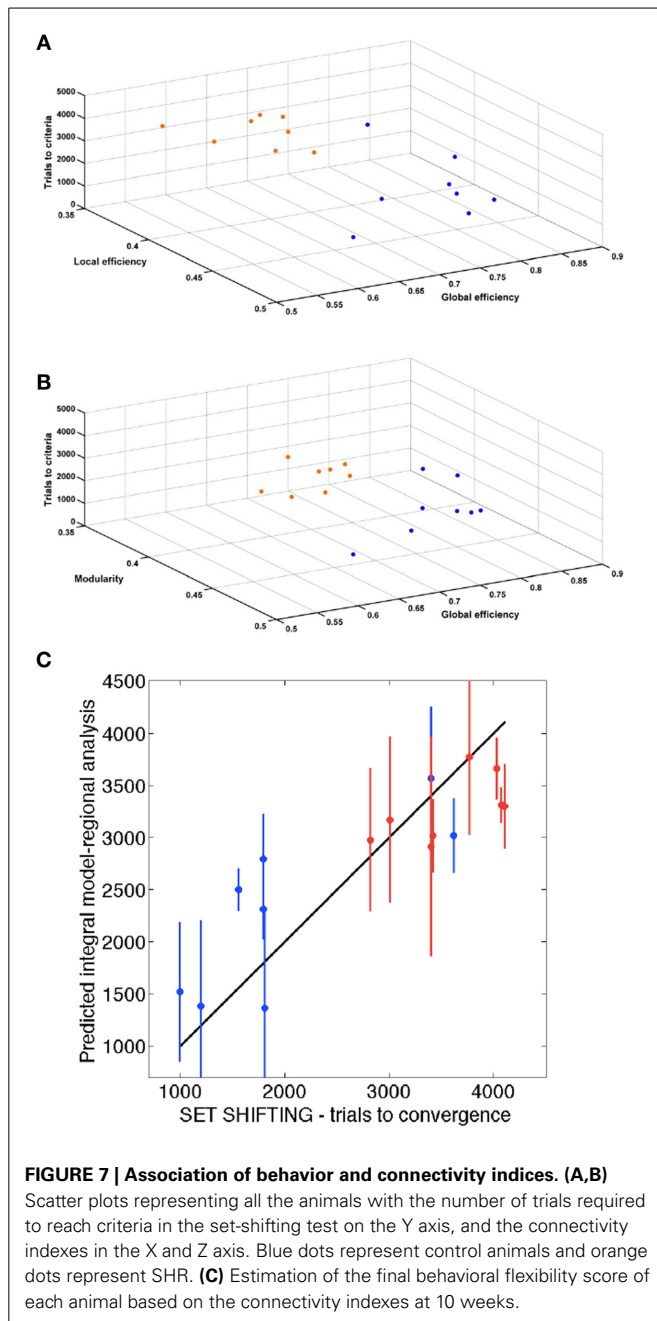 A
5000
4000
3000
2000
1000
0
Trials to criteria
0.35
0.4
0.45
0.5
Local efficiency
0.5
0.55
0.6
0.65
0.7
0.75
0.8
0.85
0.9
Global efficiency
B
5000
4000
3000
2000
1000
0
Trials to criteria
0.35
0.4
0.45
0.5
Modularity
0.5
0.55
0.6
0.65
0.7
0.75
0.8
0.85
0.9
Global efficiency
C
4500
4000
3500
3000
2500
2000
1500
1000
Predicted integral model-regional analysis
1000 2000 3000 4000
SET SHIFTING - trials to convergence
FIGURE 7 | Association of behavior and connectivity indices. (A,B)
Scatter plots representing all the animals with the number of trials required
to reach criteria in the set-shifting test on the Y axis, and the connectivity
indexes in the X and Z axis. Blue dots represent control animals and orange
dots represent SHR. (C) Estimation of the final behavioral flexibility score of
each animal based on the connectivity indexes at 10 weeks.